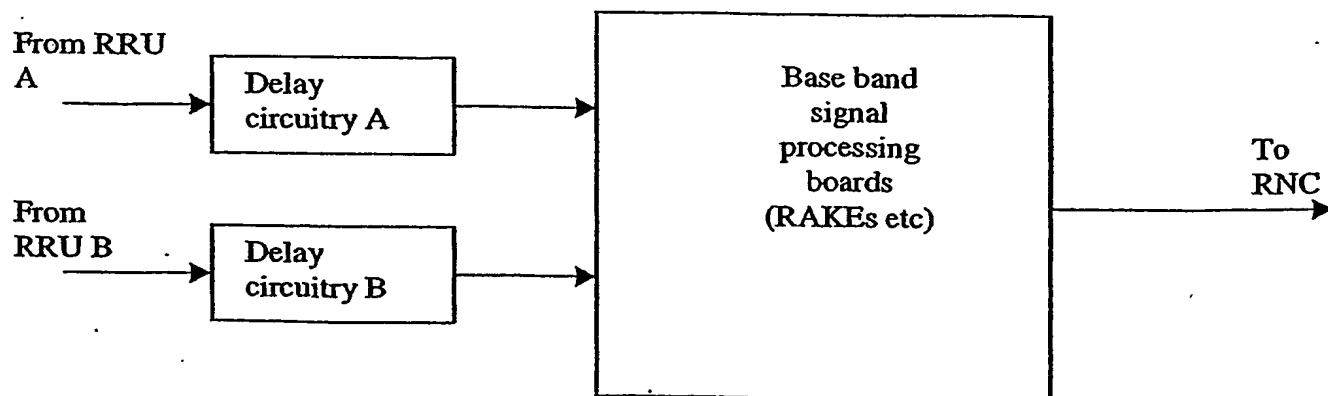 From RRU
A
Delay
circuitry A
From
RRU B
Delay
circuitry B
Base band
signal
processing
boards
(RAKEs etc)
To
RNC